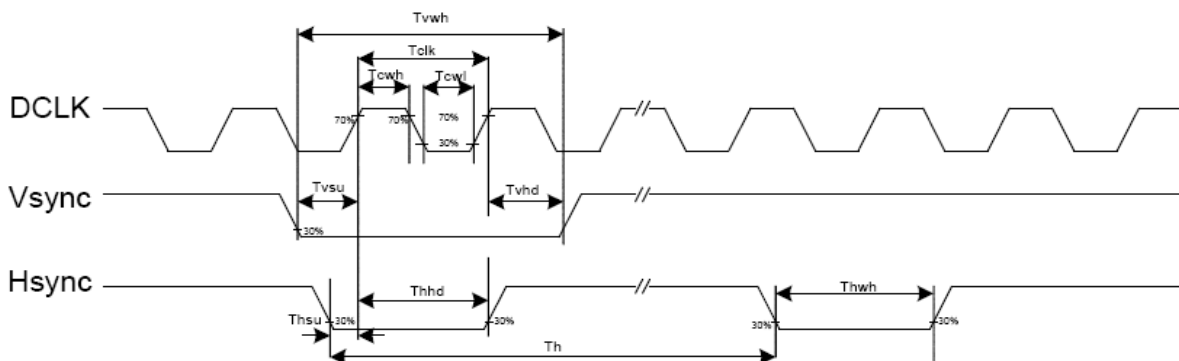 Tvwh
Tclk
Tcwh Tcwl
DCLK
70% 70% 70%
30%
Vsync
Tvsu Tvhd
30%
Hsync
Thhd Thwh
Thsu 30% 30% 30% 30%
Th